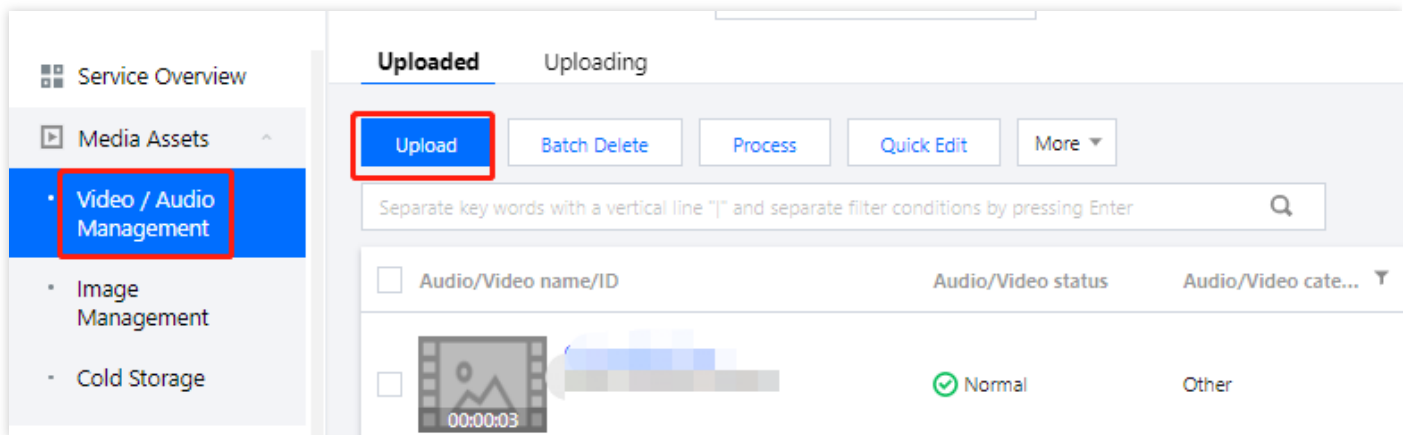 Service Overview
Media Assets
Video / Audio
Management
Image
Management
Cold Storage
Uploaded Uploading
Upload Batch Delete Process Quick Edit More
Separate key words with a vertical line "|" and separate filter conditions by pressing Enter
Audio/Video name/ID Audio/Video status Audio/Video cate...
00:00:03 Normal Other